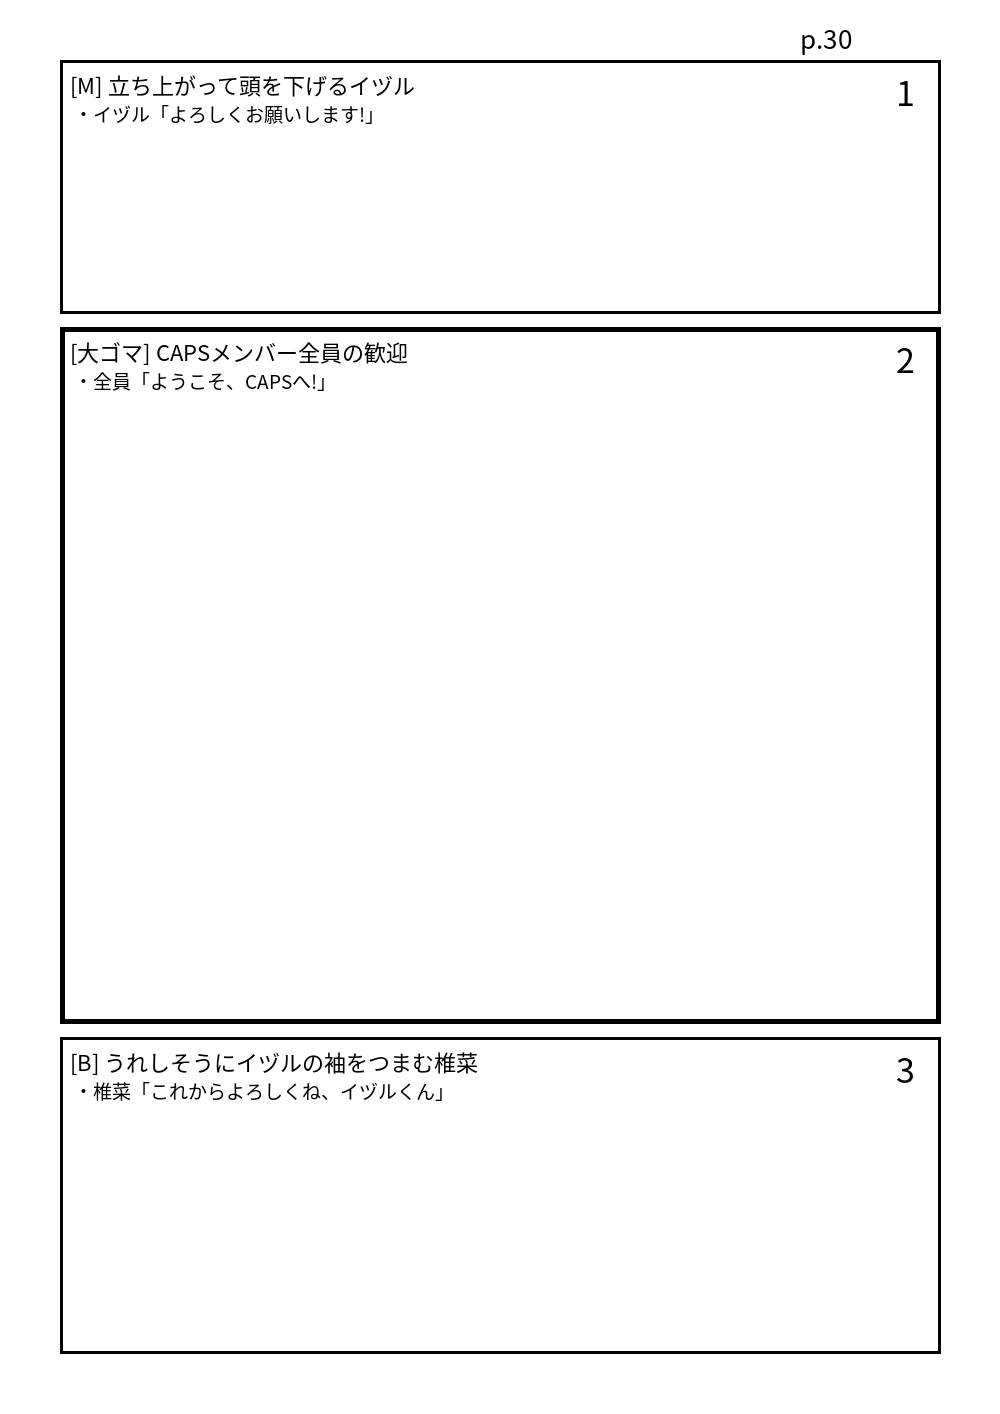 p.30
[M] 立ち上がって頭を下げるイヅル
1
・イヅル「よろしくお願いします!」
[大ゴマ] CAPSメンバー全員の歓迎
2
・全員「ようこそ、CAPSへ!」
[B] うれしそうにイヅルの袖をつまむ椎菜
3
・椎菜「これからよろしくね、イヅルくん」